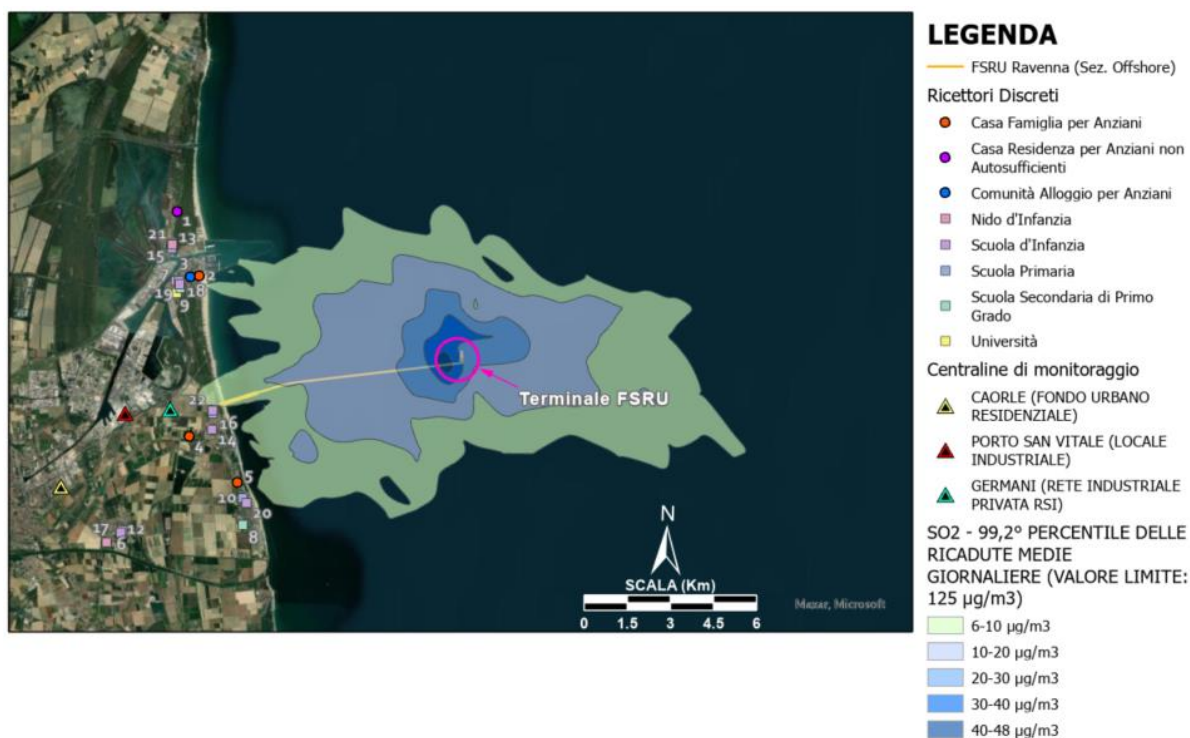 1
21
13
15
3
2
7
19
18
9
22
16
14
4
5
10
20
8
17
12
6
Terminale FSRU
N
SCALA (Km)
0 1.5 3 4.5 6
Maxar, Microsoft
LEGENDA
FSRU Ravenna (Sez. Offshore)
Ricettori Discreti
Casa Famiglia per Anziani
Casa Residenza per Anziani non
Autosufficienti
Comunità Alloggio per Anziani
Nido d'Infanzia
Scuola d'Infanzia
Scuola Primaria
Scuola Secondaria di Primo
Grado
Università
Centraline di monitoraggio
CAORLE (FONDO URBANO
RESIDENZIALE)
PORTO SAN VITALE (LOCALE
INDUSTRIALE)
GERMANI (RETE INDUSTRIALE
PRIVATA RSI)
SO2 - 99,2° PERCENTILE DELLE
RICADUTE MEDIE
GIORNALIERE (VALORE LIMITE:
125 µg/m3)
6-10 µg/m3
10-20 µg/m3
20-30 µg/m3
30-40 µg/m3
40-48 µg/m3